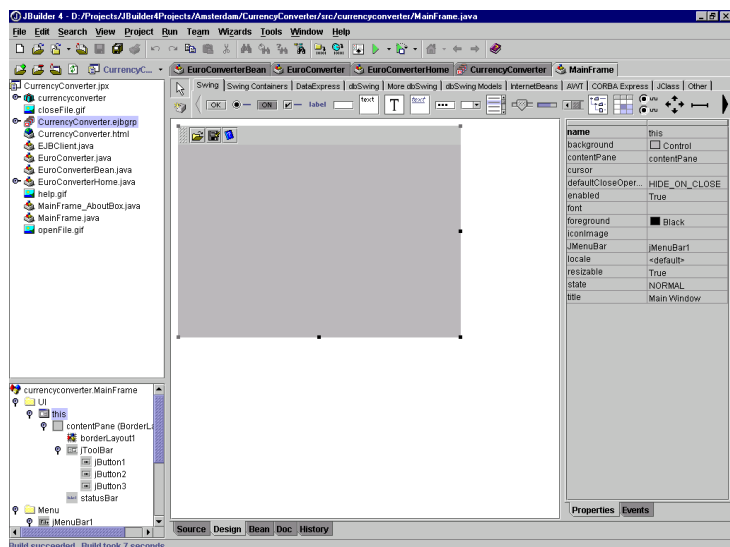 JBuilder 4 - D:/Projects/JBuilder4Projects/Amsterdam/CurrencyConverter/src/currencyconverter/MainFrame.java
File Edit Search View Project Run Team Wizards Tools Window Help
CurrencyC...
EuroConverterBean EuroConverter EuroConverterHome CurrencyConverter MainFrame
CurrencyConverter.jpx
currencyconverter
closeFile.gif
CurrencyConverter.ejbgrp
CurrencyConverter.html
EJBClient.java
EuroConverter.java
EuroConverterBean.java
EuroConverterHome.java
help.gif
MainFrame_AboutBox.java
MainFrame.java
openFile.gif
Swing Swing Containers DataExpress dbSwing More dbSwing dbSwing Models InternetBeans AWT CORBA Express JClass Other
OK ON label text T text
name this
background Control
contentPane contentPane
cursor
defaultCloseOper... HIDE_ON_CLOSE
enabled True
font
foreground Black
iconImage
JMenuBar jMenuBar1
locale <default>
resizable True
state NORMAL
title Main Window
currencyconverter.MainFrame
UI
this
contentPane (BorderLa
borderLayout1
jToolBar
jButton1
jButton2
jButton3
statusBar
Menu
jMenuBar1
Properties Events
Source Design Bean Doc History
Build succeeded. Build took 7 seconds.